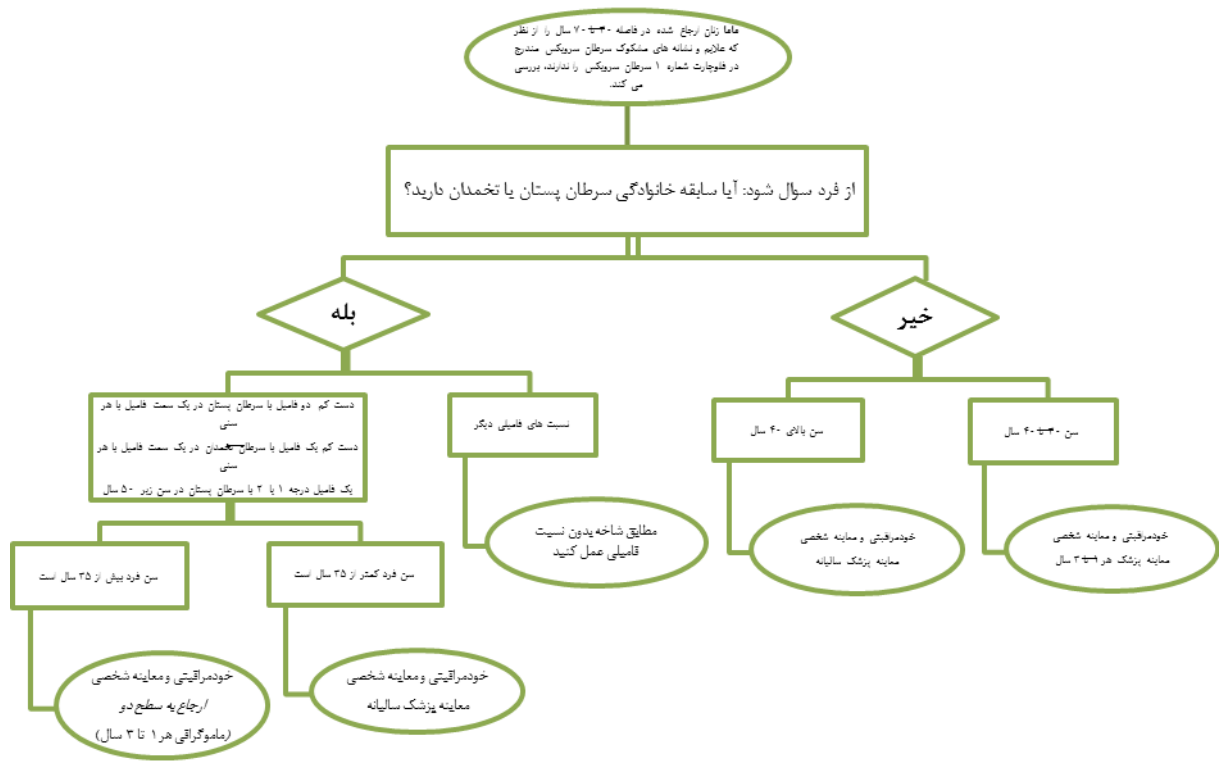 ماما زنان ارجاع شده در فاصله ۳۰ تا ۷۰ سال را از نظر
که علایم و نشانه های مشکوک سرطان سرویکس مندرج
در فلوچارت شماره ۱ سرطان سرویکس را ندارند، بررسی
می کند.
از فرد سوال شود: آیا سابقه خانوادگی سرطان پستان یا تخمدان دارید؟
خیر
بله
سن ۳۰ تا ۴۰ سال
سن بالای ۴۰ سال
نسبت های فامیلی دیگر
دست کم دو فامیل با سرطان پستان در یک سمت فامیل با هر
سنی
دست کم یک فامیل با سرطان تخمدان در یک سمت فامیل با هر
سنی
یک فامیل درجه ۱ یا ۲ با سرطان پستان در سن زیر ۵۰ سال
خودمراقبتی و معاینه شخصی
معاینه پزشک هر ۱ تا ۳ سال
خودمراقبتی و معاینه شخصی
معاینه پزشک سالیانه
مطابق شاخه بدون نسبت
فامیلی عمل کنید
سن فرد کمتر از ۳۵ سال است
سن فرد بیش از ۳۵ سال است
خودمراقبتی و معاینه شخصی
معاینه پزشک سالیانه
خودمراقبتی و معاینه شخصی
ارجاع به سطح دو
(ماموگرافی هر ۱ تا ۳ سال)